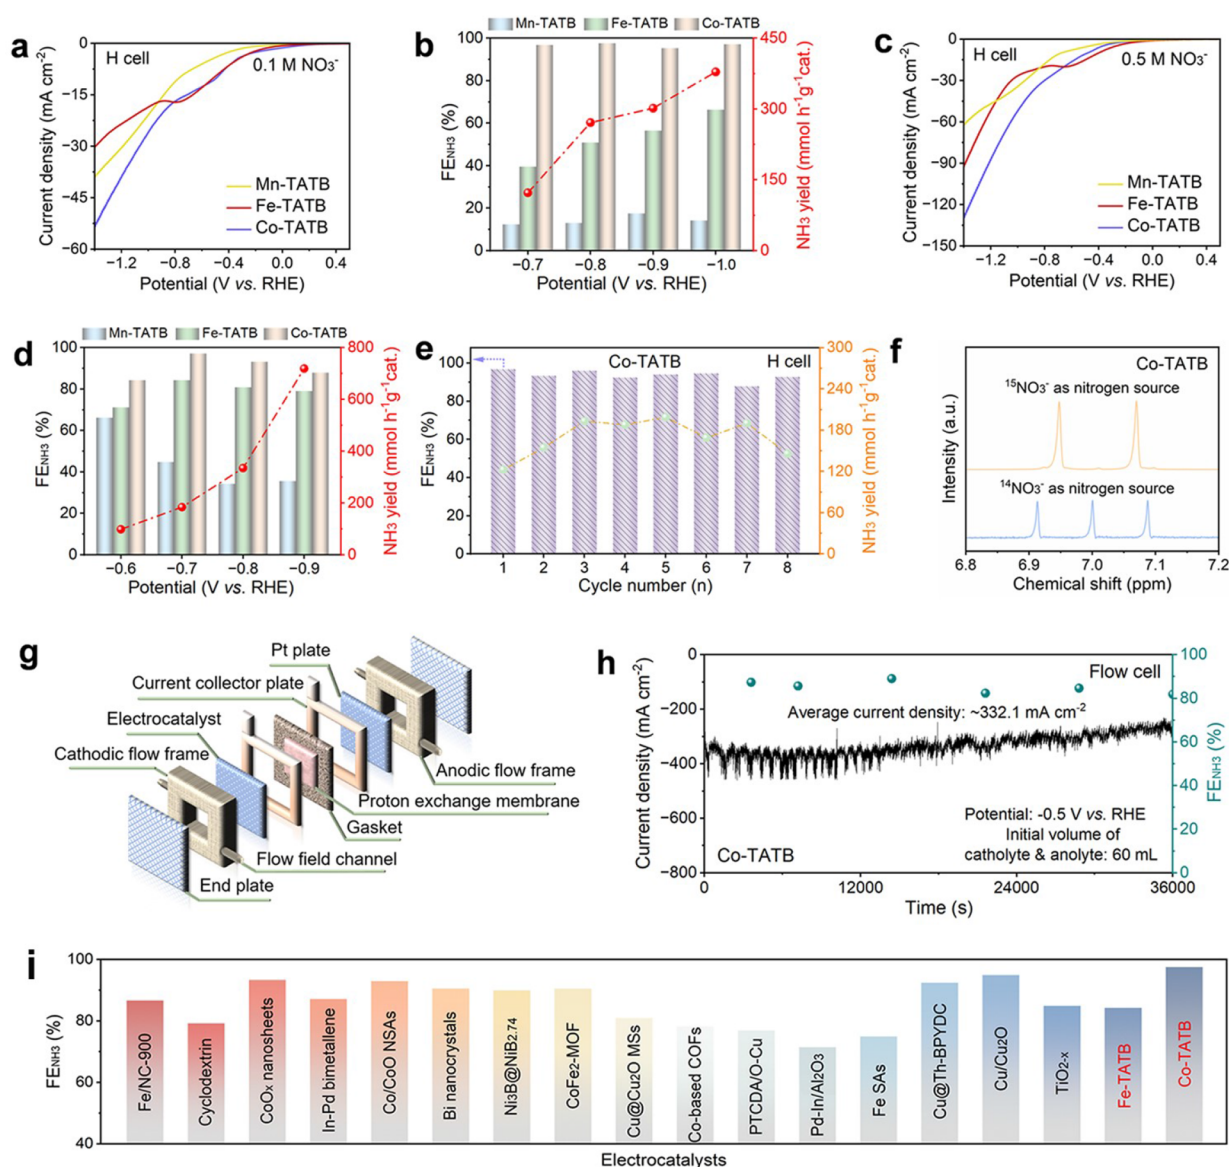 a
H cell
0.1 M NO₃⁻
Mn-TATB
Fe-TATB
Co-TATB
0
−15
−30
−45
−60
Current density (mA cm⁻²)
−1.2 −0.8 −0.4 0.0 0.4
Potential (V vs. RHE)
b
Mn-TATB Fe-TATB Co-TATB
100
80
60
40
20
0
FE_NH3 (%)
450
300
150
0
NH₃ yield (mmol h⁻¹g⁻¹cat.)
−0.7 −0.8 −0.9 −1.0
Potential (V vs. RHE)
c
H cell
0.5 M NO₃⁻
Mn-TATB
Fe-TATB
Co-TATB
0
−30
−60
−90
−120
−150
Current density (mA cm⁻²)
−1.2 −0.8 −0.4 0.0 0.4
Potential (V vs. RHE)
d
Mn-TATB Fe-TATB Co-TATB
100
80
60
40
20
0
FE_NH3 (%)
800
600
400
200
0
NH₃ yield (mmol h⁻¹g⁻¹cat.)
−0.6 −0.7 −0.8 −0.9
Potential (V vs. RHE)
e
Co-TATB
H cell
100
80
60
40
20
0
FE_NH3 (%)
300
240
180
120
60
0
NH₃ yield (mmol h⁻¹g⁻¹cat.)
1 2 3 4 5 6 7 8
Cycle number (n)
f
Co-TATB
¹⁵NO₃⁻ as nitrogen source
¹⁴NO₃⁻ as nitrogen source
Intensity (a.u.)
6.8 6.9 7.0 7.1 7.2
Chemical shift (ppm)
g
Pt plate
Current collector plate
Electrocatalyst
Cathodic flow frame
Anodic flow frame
Proton exchange membrane
Gasket
Flow field channel
End plate
h
Flow cell
Average current density: ~332.1 mA cm⁻²
Potential: -0.5 V vs. RHE
Initial volume of
catholyte & anolyte: 60 mL
Co-TATB
0
−200
−400
−600
−800
Current density (mA cm⁻²)
100
80
60
40
20
0
FE_NH3 (%)
0 12000 24000 36000
Time (s)
i
100
80
60
40
FE_NH3 (%)
Fe/NC-900
Cyclodextrin
CoOₓ nanosheets
In-Pd bimetallene
Co/CoO NSAs
Bi nanocrystals
Ni₃B@NiB₂.₇₄
CoFe₂-MOF
Cu@Cu₂O MSs
Co-based COFs
PTCDA/O-Cu
Pd-In/Al₂O₃
Fe SAs
Cu@Th-BPYDC
Cu/Cu₂O
TiO₂₋ₓ
Fe-TATB
Co-TATB
Electrocatalysts